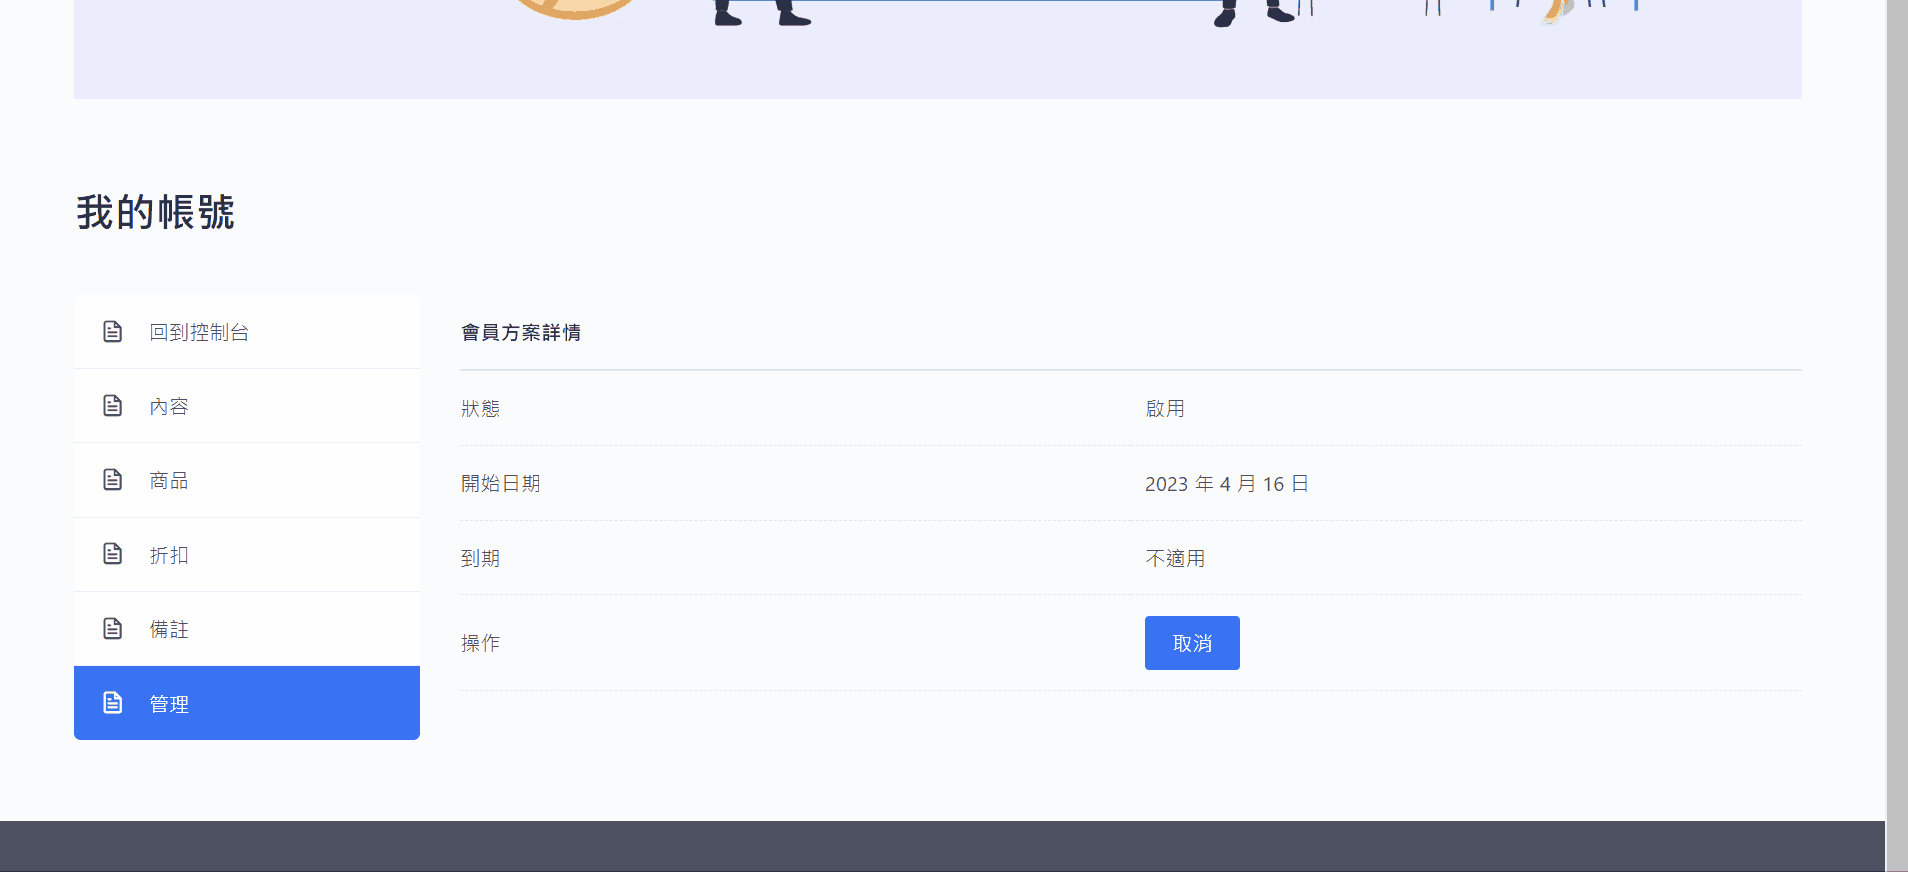 我的帳號
回到控制台
內容
商品
折扣
備註
管理
會員方案詳情
狀態 啟用
開始日期 2023 年 4 月 16 日
到期 不適用
操作 取消